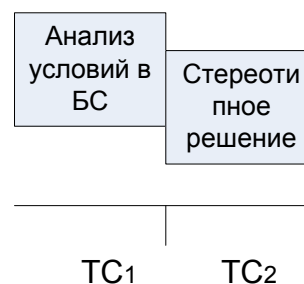 Анализ
условий в
БС
Стереоти
пное
решение
ТС1
ТС2